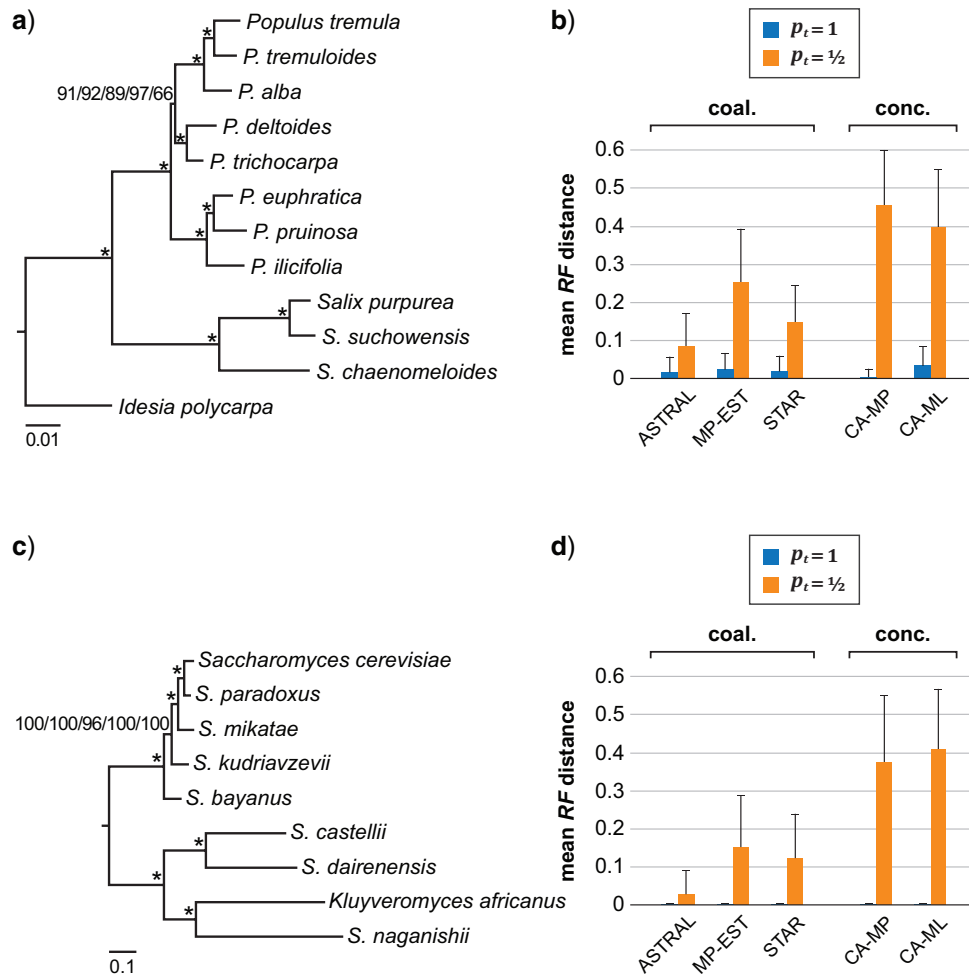 a)
Populus tremula
P. tremuloides
P. alba
91/92/89/97/66
P. deltoides
P. trichocarpa
P. euphratica
P. pruinosa
P. ilicifolia
Salix purpurea
S. suchowensis
S. chaenomeloides
Idesia polycarpa
0.01
* * * * * * * * *
b)
pt = 1
pt = ½
coal. conc.
0.6
0.5
0.4
0.3
0.2
0.1
0
mean RF distance
ASTRAL MP-EST STAR CA-MP CA-ML
c)
Saccharomyces cerevisiae
S. paradoxus
S. mikatae
100/100/96/100/100
S. kudriavzevii
S. bayanus
S. castellii
S. dairenensis
Kluyveromyces africanus
S. naganishii
0.1
* * * * * *
d)
pt = 1
pt = ½
coal. conc.
0.6
0.5
0.4
0.3
0.2
0.1
0
mean RF distance
ASTRAL MP-EST STAR CA-MP CA-ML